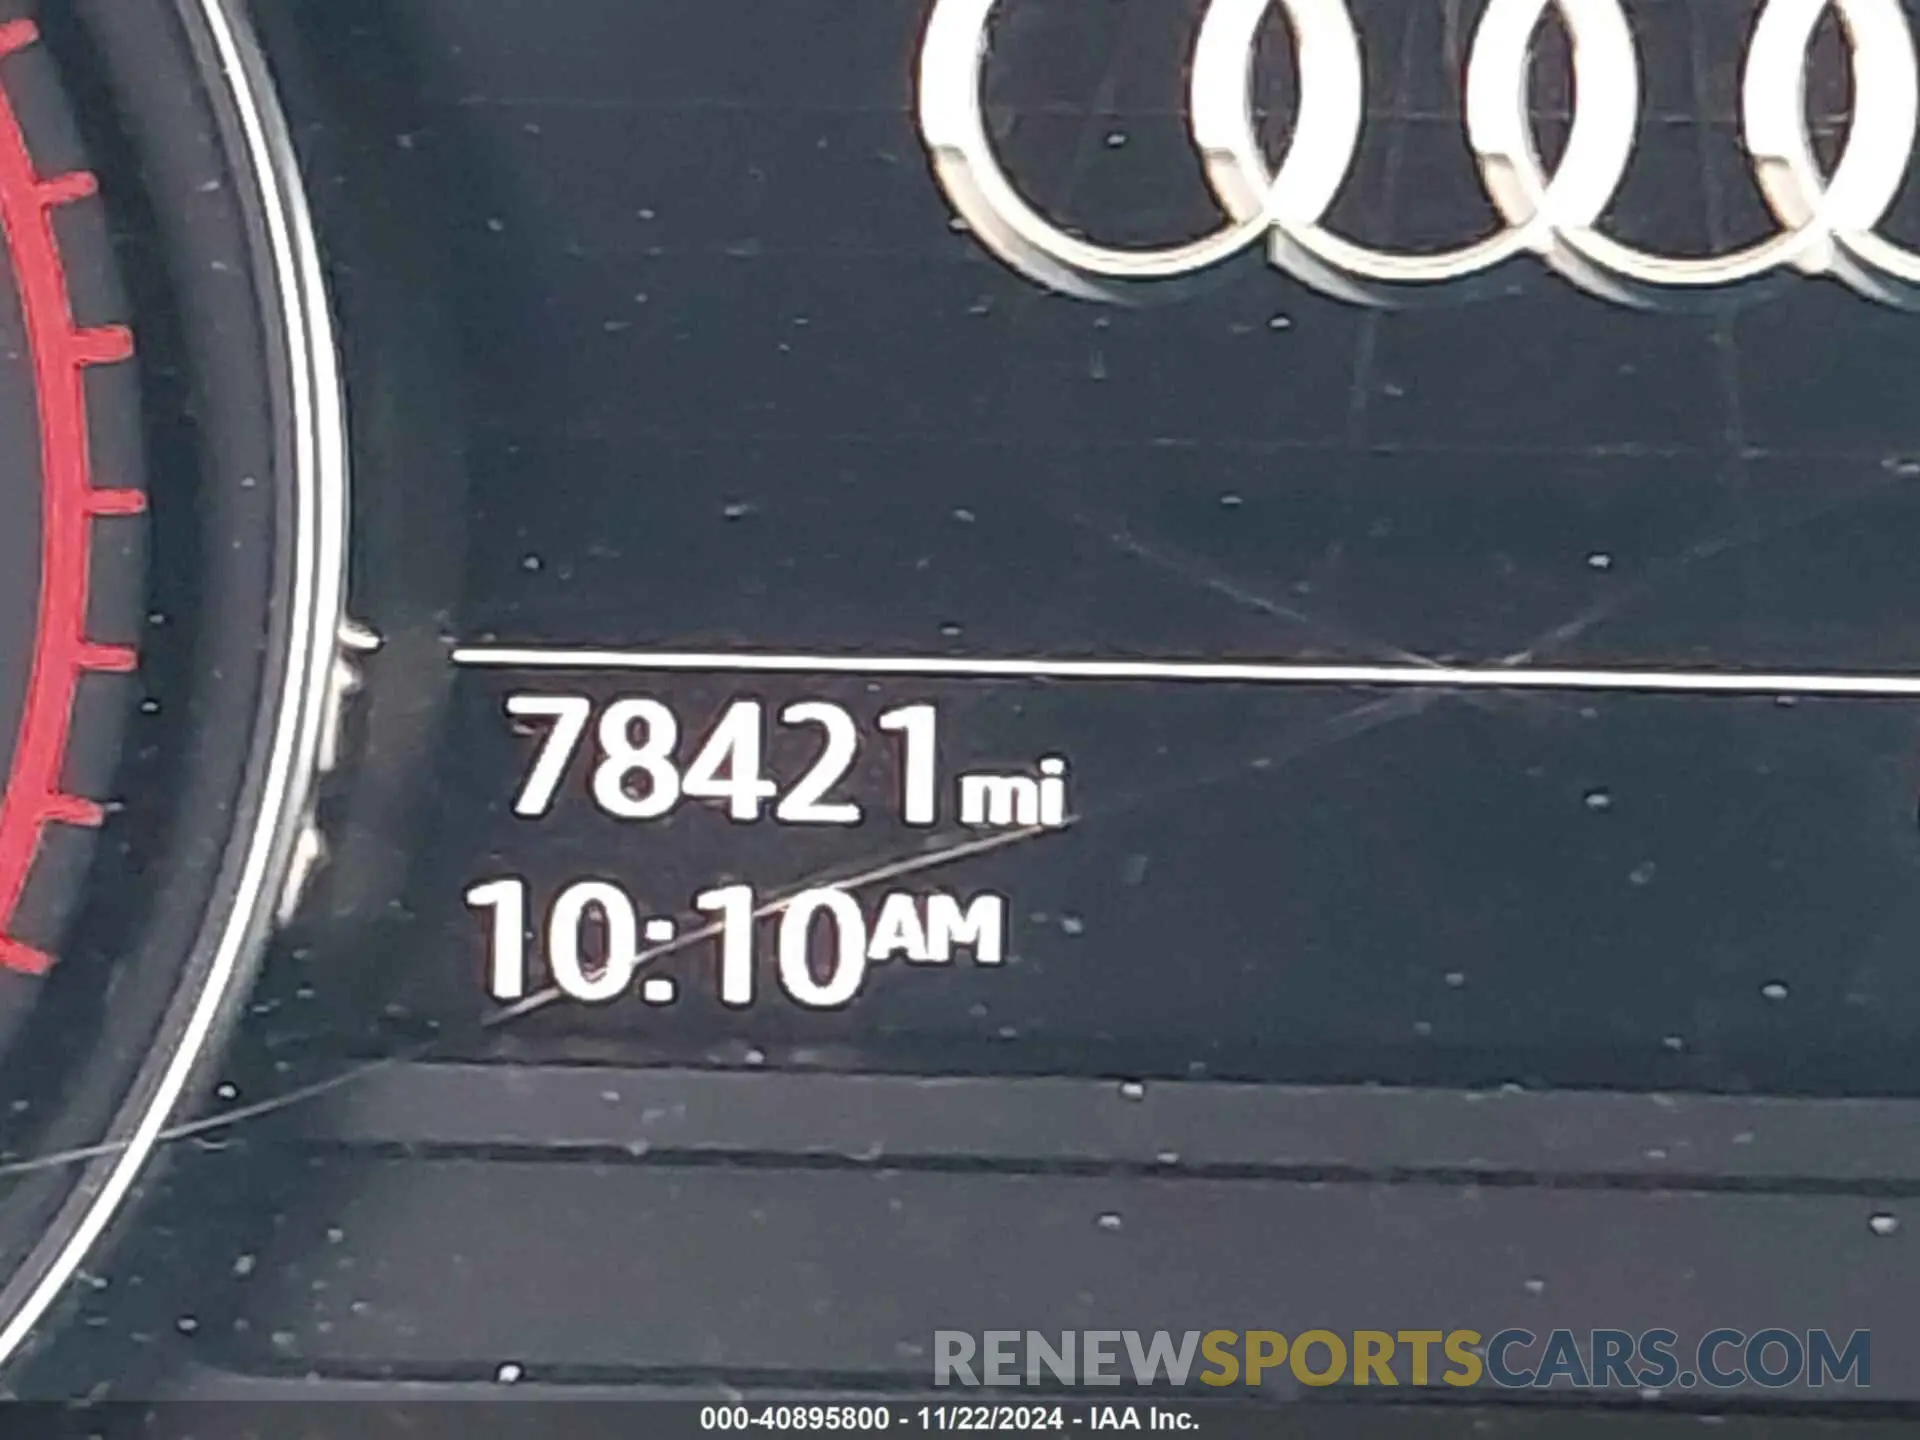 78421mi
10:10AM
RENEWSPORTSCARS.COM
000-40895800 - 11/22/2024 - IAA Inc.